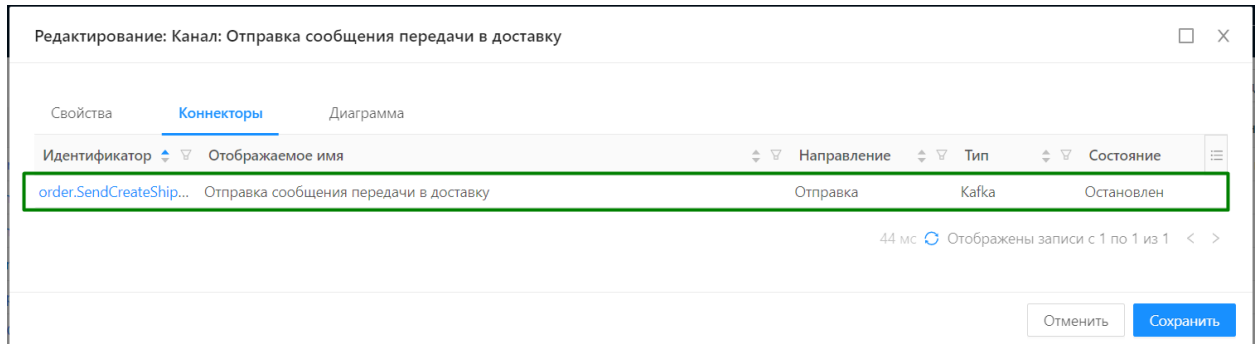 Редактирование: Канал: Отправка сообщения передачи в доставку
Свойства Коннекторы Диаграмма
Идентификатор Отображаемое имя Направление Тип Состояние
order.SendCreateShip... Отправка сообщения передачи в доставку Отправка Kafka Остановлен
44 мс Отображены записи с 1 по 1 из 1 < >
Отменить Сохранить